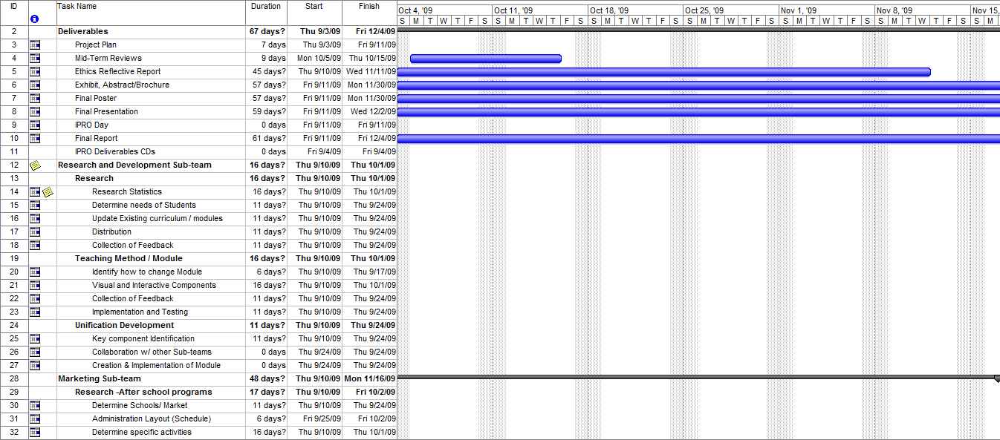 ID Task Name Duration Start Finish Oct 4, '09 Oct 11, '09 Oct 18, '09 Oct 25, '09 Nov 1, '09 Nov 8, '09 Nov 15,
S M T W T F S S M T W T F S S M T W T F S S M T W T F S S M T W T F S S M T W T F S S M
2 Deliverables 67 days? Thu 9/3/09 Fri 12/4/09
3 Project Plan 7 days Thu 9/3/09 Fri 9/11/09
4 Mid-Term Reviews 9 days Mon 10/5/09 Thu 10/15/09
5 Ethics Reflective Report 45 days? Thu 9/10/09 Wed 11/11/09
6 Exhibit, Abstract/Brochure 57 days? Fri 9/11/09 Mon 11/30/09
7 Final Poster 57 days? Fri 9/11/09 Mon 11/30/09
8 Final Presentation 59 days? Fri 9/11/09 Wed 12/2/09
9 IPRO Day 0 days Fri 9/11/09 Fri 9/11/09
10 Final Report 61 days? Fri 9/11/09 Fri 12/4/09
11 IPRO Deliverables CDs 0 days Fri 9/4/09 Fri 9/4/09
12 Research and Development Sub-team 16 days? Thu 9/10/09 Thu 10/1/09
13 Research 16 days? Thu 9/10/09 Thu 10/1/09
14 Research Statistics 16 days? Thu 9/10/09 Thu 10/1/09
15 Determine needs of Students 11 days? Thu 9/10/09 Thu 9/24/09
16 Update Existing curriculum / modules 11 days? Thu 9/10/09 Thu 9/24/09
17 Distribution 11 days? Thu 9/10/09 Thu 9/24/09
18 Collection of Feedback 11 days? Thu 9/10/09 Thu 9/24/09
19 Teaching Method / Module 16 days? Thu 9/10/09 Thu 10/1/09
20 Identify how to change Module 6 days? Thu 9/10/09 Thu 9/17/09
21 Visual and Interactive Components 16 days? Thu 9/10/09 Thu 10/1/09
22 Collection of Feedback 11 days? Thu 9/10/09 Thu 9/24/09
23 Implementation and Testing 11 days? Thu 9/10/09 Thu 9/24/09
24 Unification Development 11 days? Thu 9/10/09 Thu 9/24/09
25 Key component Identification 11 days? Thu 9/10/09 Thu 9/24/09
26 Collaboration w/ other Sub-teams 0 days Thu 9/24/09 Thu 9/24/09
27 Creation & Implementation of Module 0 days Thu 9/24/09 Thu 9/24/09
28 Marketing Sub-team 48 days? Thu 9/10/09 Mon 11/16/09
29 Research -After school programs 17 days? Thu 9/10/09 Fri 10/2/09
30 Determine Schools/ Market 11 days? Thu 9/10/09 Thu 9/24/09
31 Administration Layout (Schedule) 6 days? Fri 9/25/09 Fri 10/2/09
32 Determine specific activities 16 days? Thu 9/10/09 Thu 10/1/09